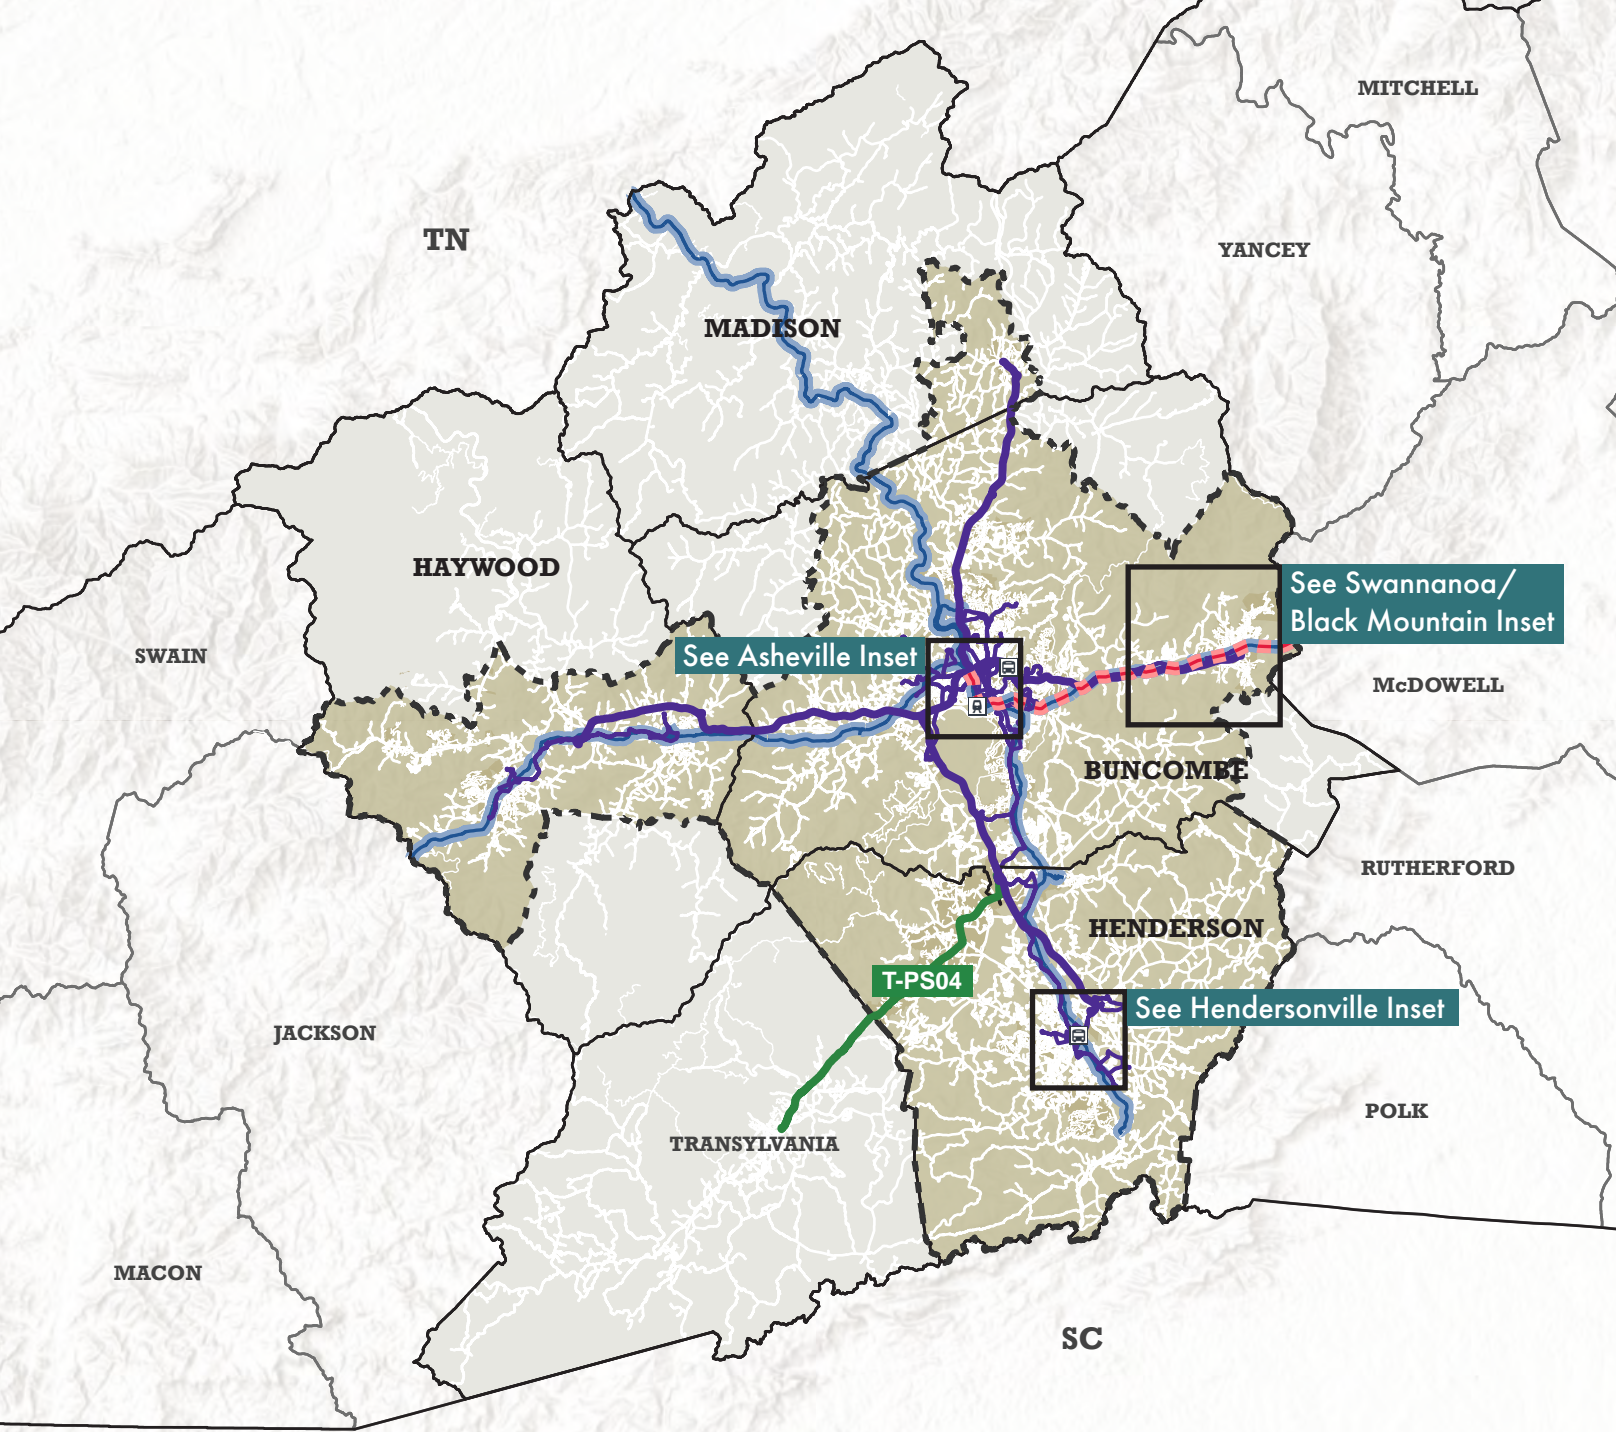 MITCHELL
TN
YANCEY
MADISON
HAYWOOD
See Swannanoa/
Black Mountain Inset
SWAIN
See Asheville Inset
McDOWELL
BUNCOMBE
RUTHERFORD
HENDERSON
T-PS04
See Hendersonville Inset
JACKSON
POLK
TRANSYLVANIA
MACON
SC